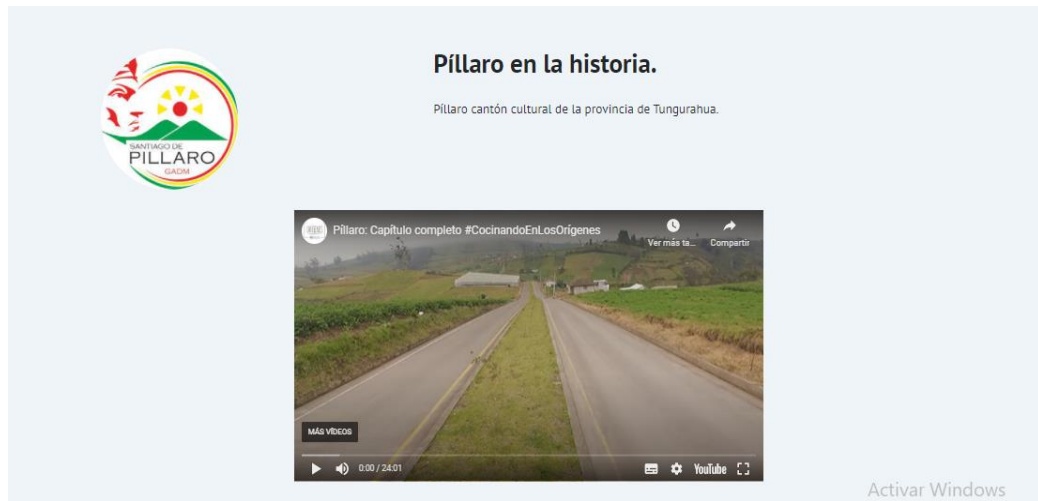 Píllaro en la historia.
Píllaro cantón cultural de la provincia de Tungurahua.
SANTIAGO DE
PILLARO
GADM
Píllaro: Capítulo completo #CocinandoEnLosOrígenes
Ver más ta...
Compartir
MÁS VÍDEOS
0:00 / 24:01
YouTube
Activar Windows